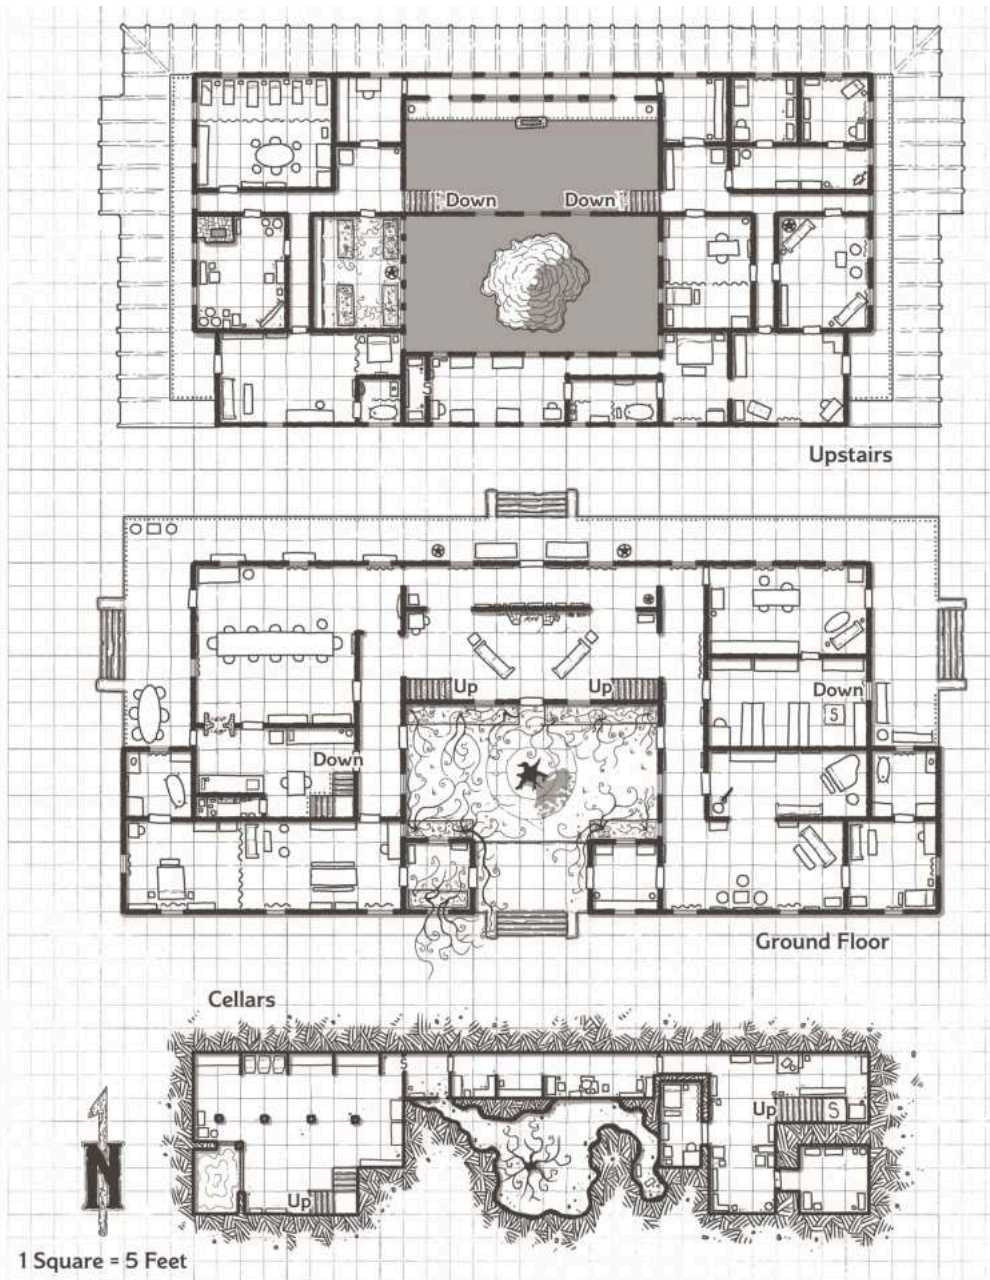 Down Down
S
Upstairs
Up Up
Down
S
Down
Ground Floor
Cellars
S
Up S
Up
N
1 Square = 5 Feet